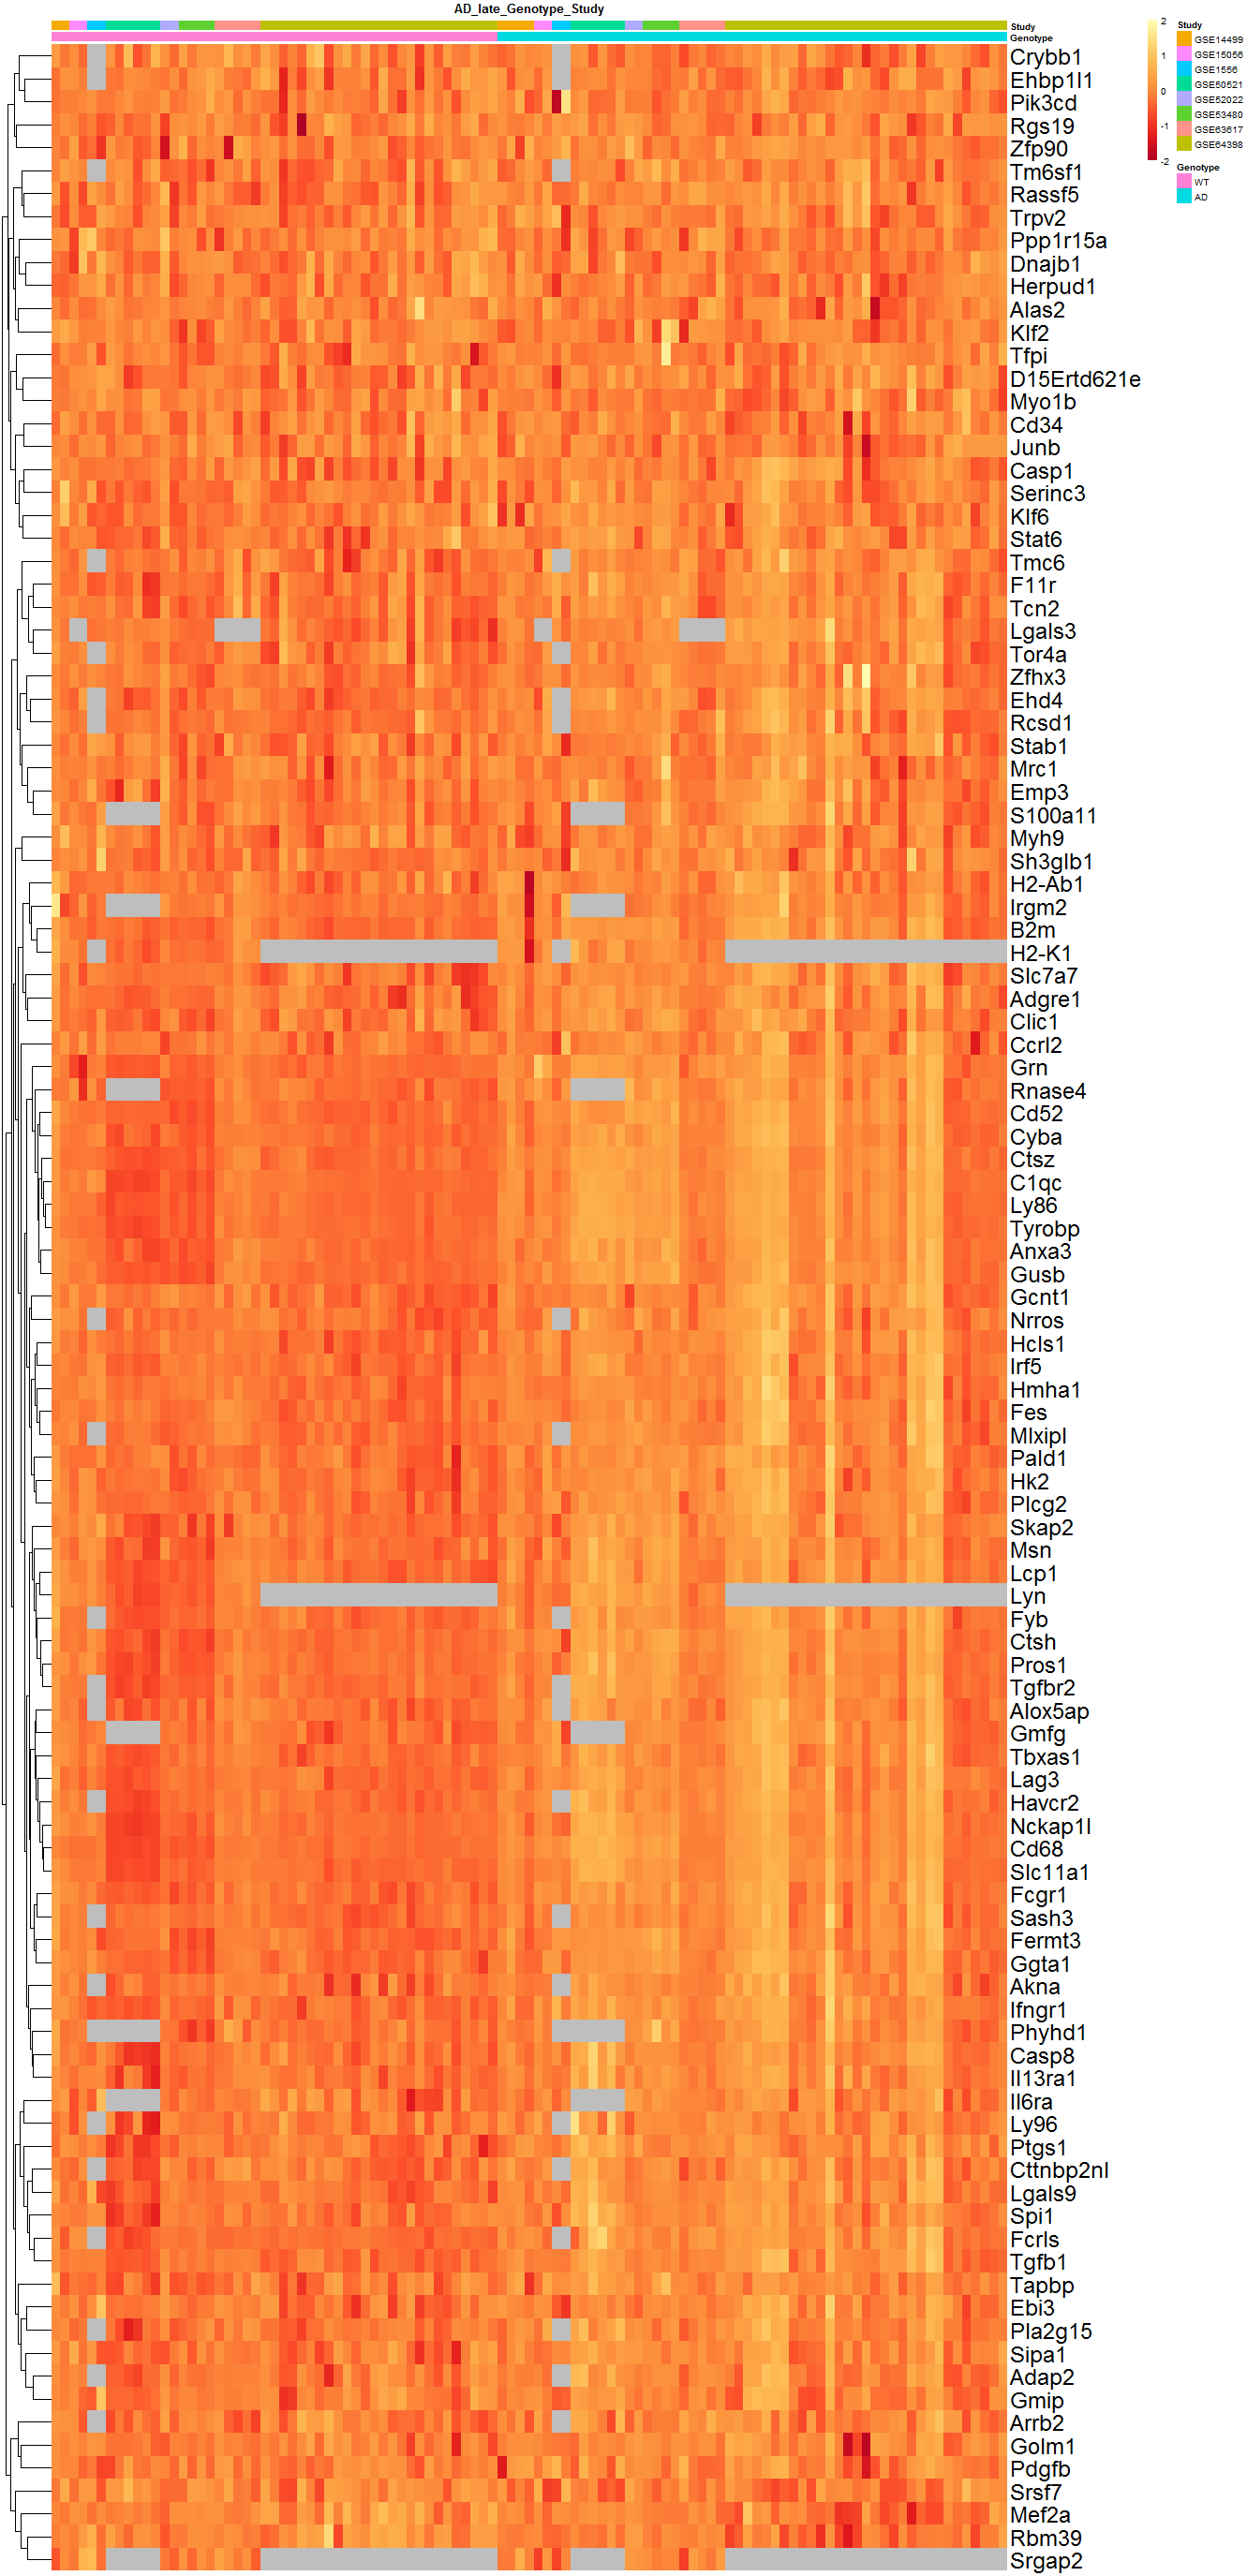 AD_late_Genotype_Study
Study
Genotype
2
1
0
-1
-2
Study
GSE14499
GSE15056
GSE1556
GSE50521
GSE52022
GSE53480
GSE63617
GSE64398
Genotype
WT
AD
Crybb1
Ehbp1l1
Pik3cd
Rgs19
Zfp90
Tm6sf1
Rassf5
Trpv2
Ppp1r15a
Dnajb1
Herpud1
Alas2
Klf2
Tfpi
D15Ertd621e
Myo1b
Cd34
Junb
Casp1
Serinc3
Klf6
Stat6
Tmc6
F11r
Tcn2
Lgals3
Tor4a
Zfhx3
Ehd4
Rcsd1
Stab1
Mrc1
Emp3
S100a11
Myh9
Sh3glb1
H2-Ab1
Irgm2
B2m
H2-K1
Slc7a7
Adgre1
Clic1
Ccrl2
Grn
Rnase4
Cd52
Cyba
Ctsz
C1qc
Ly86
Tyrobp
Anxa3
Gusb
Gcnt1
Nrros
Hcls1
Irf5
Hmha1
Fes
Mlxipl
Pald1
Hk2
Plcg2
Skap2
Msn
Lcp1
Lyn
Fyb
Ctsh
Pros1
Tgfbr2
Alox5ap
Gmfg
Tbxas1
Lag3
Havcr2
Nckap1l
Cd68
Slc11a1
Fcgr1
Sash3
Fermt3
Ggta1
Akna
Ifngr1
Phyhd1
Casp8
Il13ra1
Il6ra
Ly96
Ptgs1
Cttnbp2nl
Lgals9
Spi1
Fcrls
Tgfb1
Tapbp
Ebi3
Pla2g15
Sipa1
Adap2
Gmip
Arrb2
Golm1
Pdgfb
Srsf7
Mef2a
Rbm39
Srgap2